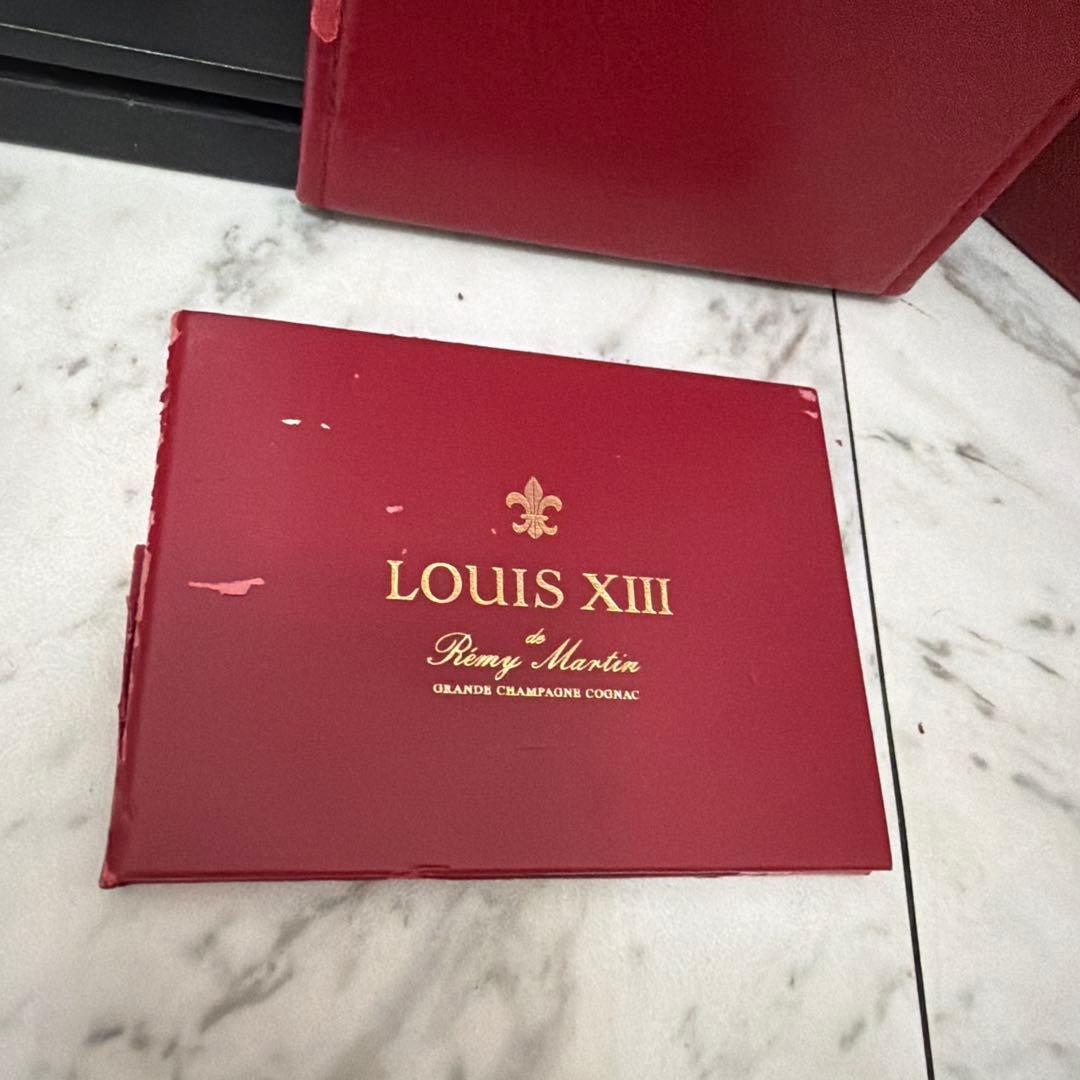 LOUIS XIII
de
Rémy Martin
GRANDE CHAMPAGNE COGNAC